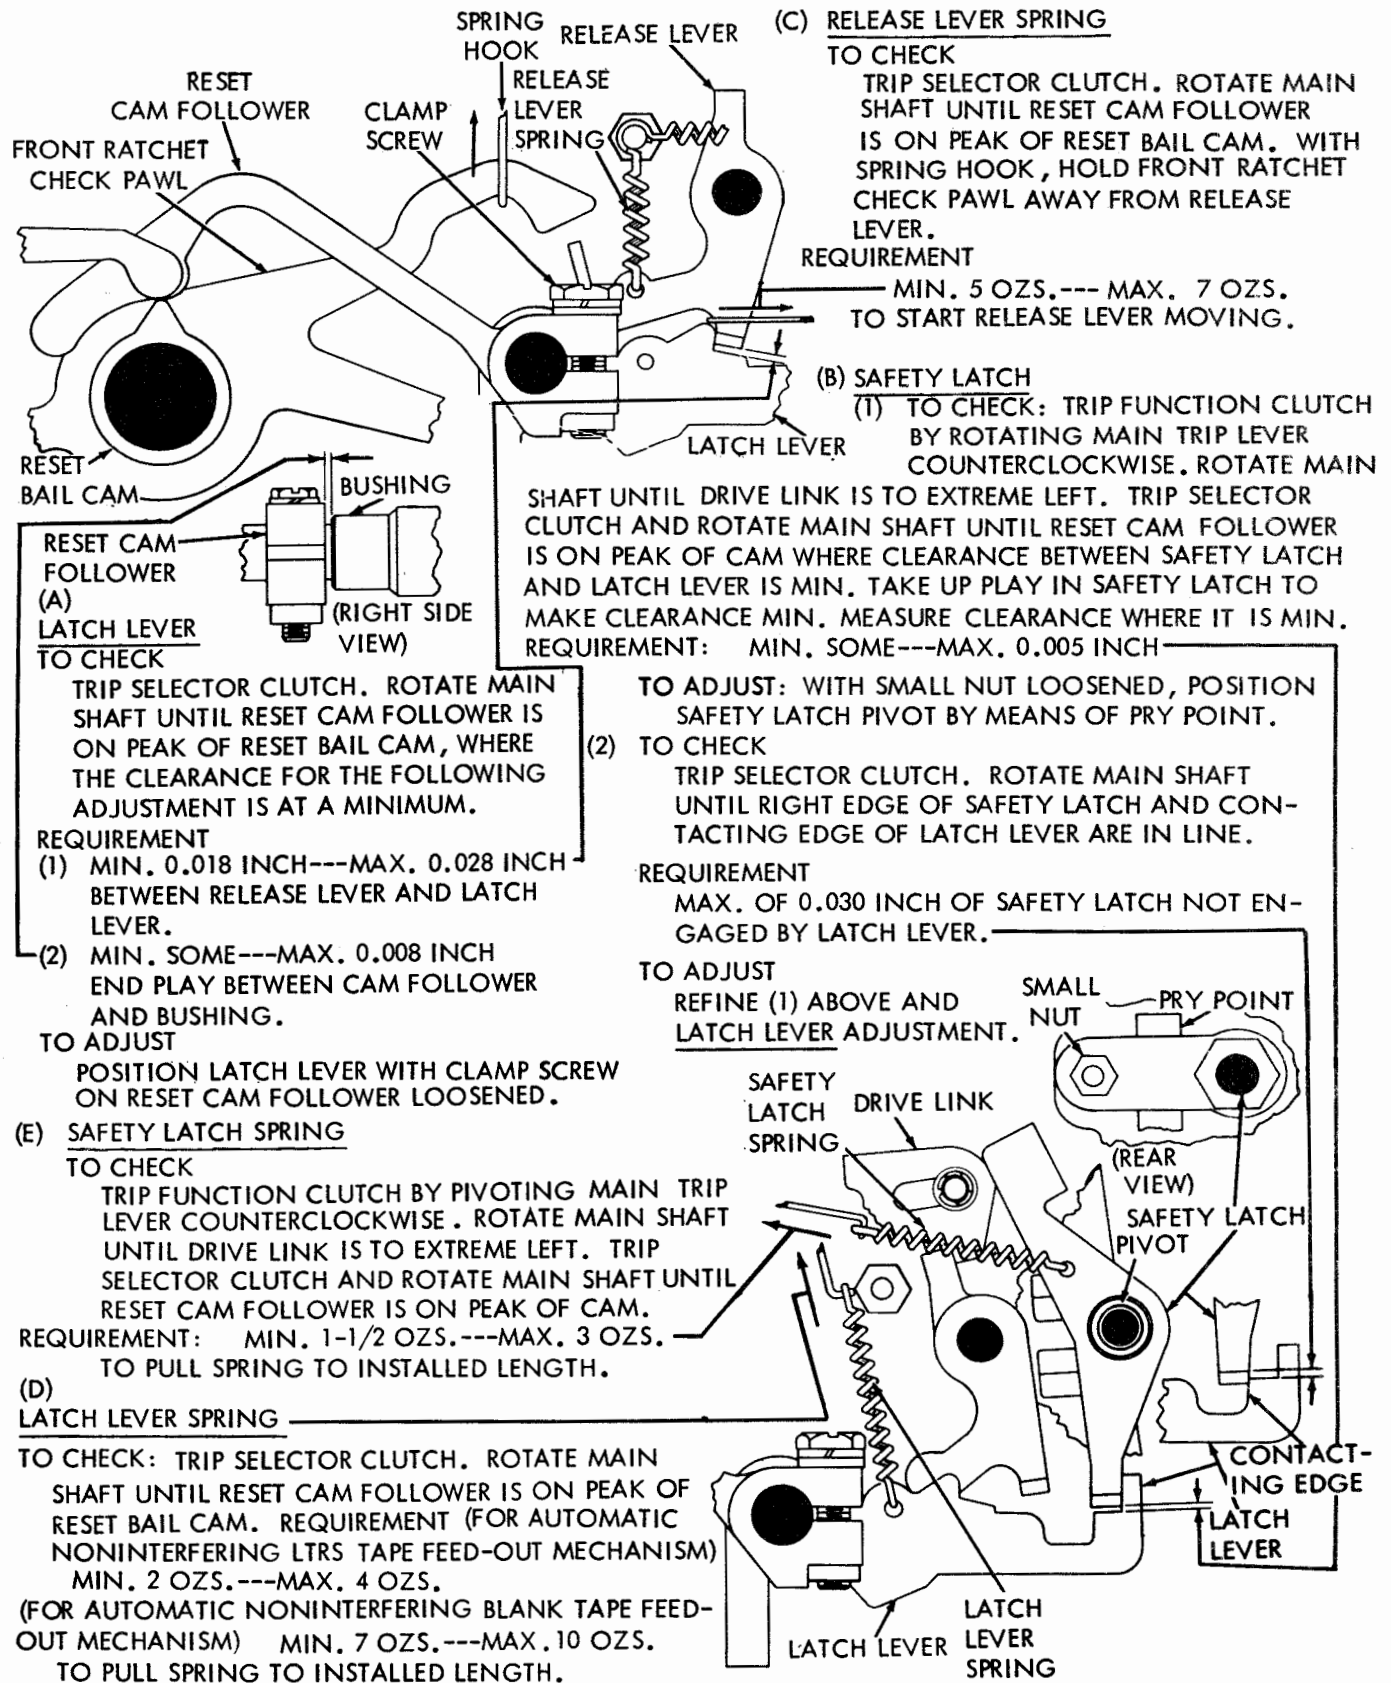 SPRING
HOOK
RELEASE LEVER
RESET
CAM FOLLOWER
CLAMP
SCREW
RELEASE
LEVER
SPRING
FRONT RATCHET
CHECK PAWL
(C) RELEASE LEVER SPRING
TO CHECK
TRIP SELECTOR CLUTCH. ROTATE MAIN
SHAFT UNTIL RESET CAM FOLLOWER
IS ON PEAK OF RESET BAIL CAM. WITH
SPRING HOOK, HOLD FRONT RATCHET
CHECK PAWL AWAY FROM RELEASE
LEVER.
REQUIREMENT
MIN. 5 OZS.--- MAX. 7 OZS.
TO START RELEASE LEVER MOVING.
LATCH LEVER
RESET
BAIL CAM
BUSHING
RESET CAM
FOLLOWER
(RIGHT SIDE
VIEW)
(B) SAFETY LATCH
(1) TO CHECK: TRIP FUNCTION CLUTCH
BY ROTATING MAIN TRIP LEVER
COUNTERCLOCKWISE. ROTATE MAIN
SHAFT UNTIL DRIVE LINK IS TO EXTREME LEFT. TRIP SELECTOR
CLUTCH AND ROTATE MAIN SHAFT UNTIL RESET CAM FOLLOWER
IS ON PEAK OF CAM WHERE CLEARANCE BETWEEN SAFETY LATCH
AND LATCH LEVER IS MIN. TAKE UP PLAY IN SAFETY LATCH TO
MAKE CLEARANCE MIN. MEASURE CLEARANCE WHERE IT IS MIN.
REQUIREMENT: MIN. SOME---MAX. 0.005 INCH
TO ADJUST: WITH SMALL NUT LOOSENED, POSITION
SAFETY LATCH PIVOT BY MEANS OF PRY POINT.
(2) TO CHECK
TRIP SELECTOR CLUTCH. ROTATE MAIN SHAFT
UNTIL RIGHT EDGE OF SAFETY LATCH AND CON-
TACTING EDGE OF LATCH LEVER ARE IN LINE.
REQUIREMENT
MAX. OF 0.030 INCH OF SAFETY LATCH NOT EN-
GAGED BY LATCH LEVER.
TO ADJUST
REFINE (1) ABOVE AND
LATCH LEVER ADJUSTMENT.
(A)
LATCH LEVER
TO CHECK
TRIP SELECTOR CLUTCH. ROTATE MAIN
SHAFT UNTIL RESET CAM FOLLOWER IS
ON PEAK OF RESET BAIL CAM, WHERE
THE CLEARANCE FOR THE FOLLOWING
ADJUSTMENT IS AT A MINIMUM.
REQUIREMENT
(1) MIN. 0.018 INCH---MAX. 0.028 INCH
BETWEEN RELEASE LEVER AND LATCH
LEVER.
(2) MIN. SOME---MAX. 0.008 INCH
END PLAY BETWEEN CAM FOLLOWER
AND BUSHING.
TO ADJUST
POSITION LATCH LEVER WITH CLAMP SCREW
ON RESET CAM FOLLOWER LOOSENED.
(E) SAFETY LATCH SPRING
TO CHECK
TRIP FUNCTION CLUTCH BY PIVOTING MAIN TRIP
LEVER COUNTERCLOCKWISE. ROTATE MAIN SHAFT
UNTIL DRIVE LINK IS TO EXTREME LEFT. TRIP
SELECTOR CLUTCH AND ROTATE MAIN SHAFT UNTIL
RESET CAM FOLLOWER IS ON PEAK OF CAM.
REQUIREMENT: MIN. 1-1/2 OZS.---MAX. 3 OZS.
TO PULL SPRING TO INSTALLED LENGTH.
(D)
LATCH LEVER SPRING
TO CHECK: TRIP SELECTOR CLUTCH. ROTATE MAIN
SHAFT UNTIL RESET CAM FOLLOWER IS ON PEAK OF
RESET BAIL CAM. REQUIREMENT (FOR AUTOMATIC
NONINTERFERING LTRS TAPE FEED-OUT MECHANISM)
MIN. 2 OZS.---MAX. 4 OZS.
(FOR AUTOMATIC NONINTERFERING BLANK TAPE FEED-
OUT MECHANISM) MIN. 7 OZS.---MAX. 10 OZS.
TO PULL SPRING TO INSTALLED LENGTH.
SMALL
NUT
PRY POINT
SAFETY
LATCH
SPRING
DRIVE LINK
(REAR
VIEW)
SAFETY LATCH
PIVOT
CONTACT-
ING EDGE
LATCH
LEVER
LATCH LEVER
LATCH
LEVER
SPRING